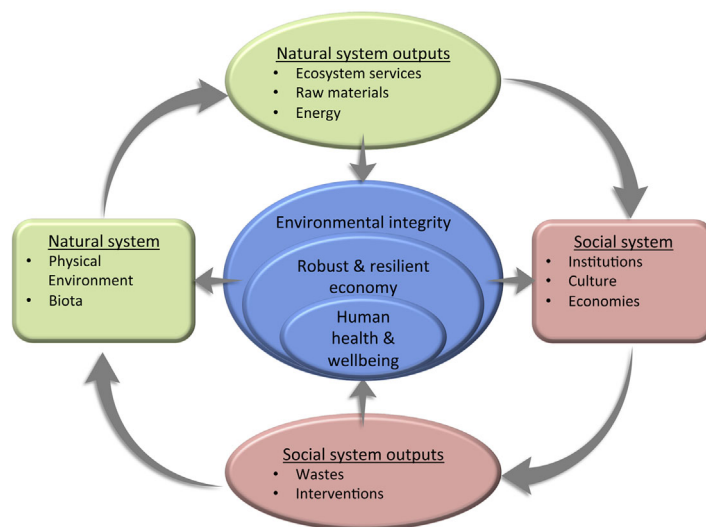 Natural system outputs
• Ecosystem services
• Raw materials
• Energy
Environmental integrity
Robust & resilient
economy
Human
health &
wellbeing
Natural system
• Physical
Environment
• Biota
Social system
• Institutions
• Culture
• Economies
Social system outputs
• Wastes
• Interventions